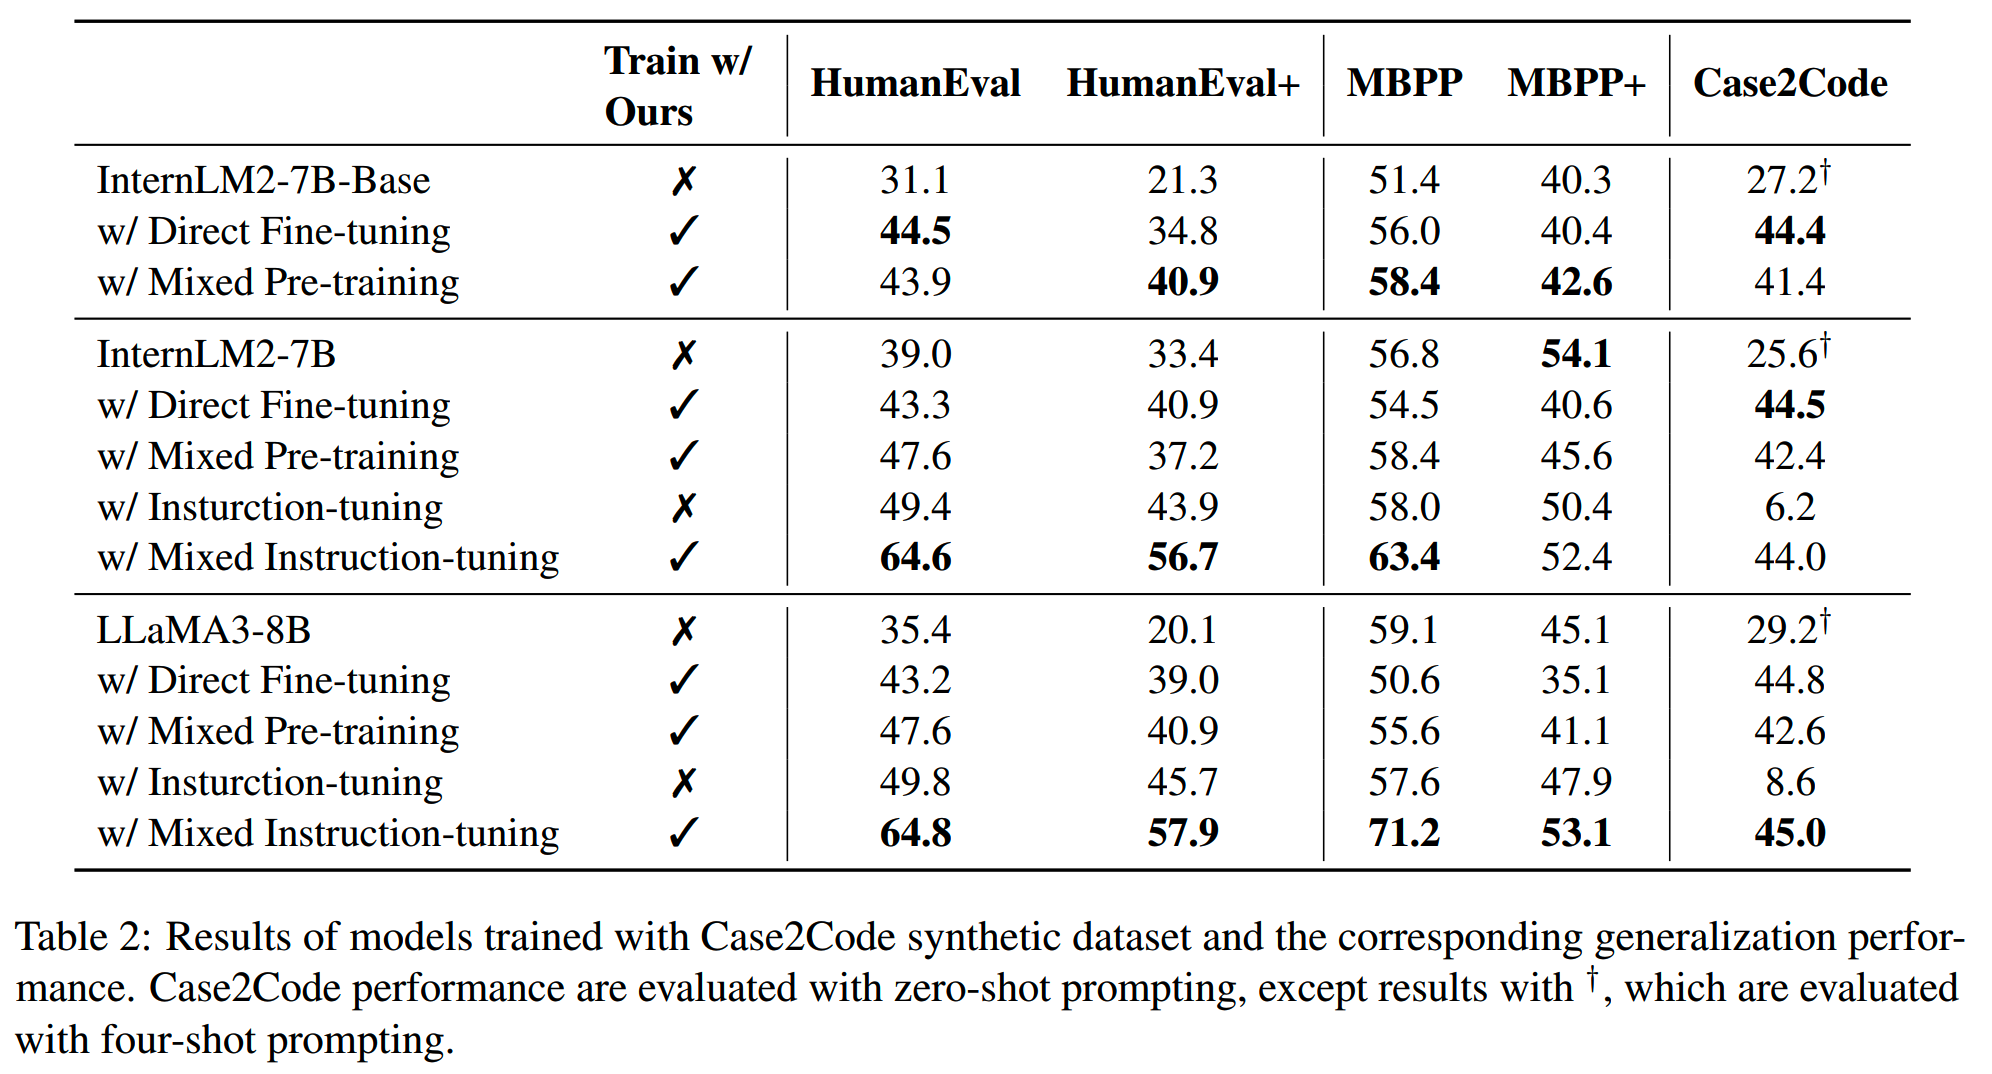 Train w/ Ours HumanEval HumanEval+ MBPP MBPP+ Case2Code
InternLM2-7B-Base ✗ 31.1 21.3 51.4 40.3 27.2†
w/ Direct Fine-tuning ✓ 44.5 34.8 56.0 40.4 44.4
w/ Mixed Pre-training ✓ 43.9 40.9 58.4 42.6 41.4
InternLM2-7B ✗ 39.0 33.4 56.8 54.1 25.6†
w/ Direct Fine-tuning ✓ 43.3 40.9 54.5 40.6 44.5
w/ Mixed Pre-training ✓ 47.6 37.2 58.4 45.6 42.4
w/ Insturction-tuning ✗ 49.4 43.9 58.0 50.4 6.2
w/ Mixed Instruction-tuning ✓ 64.6 56.7 63.4 52.4 44.0
LLaMA3-8B ✗ 35.4 20.1 59.1 45.1 29.2†
w/ Direct Fine-tuning ✓ 43.2 39.0 50.6 35.1 44.8
w/ Mixed Pre-training ✓ 47.6 40.9 55.6 41.1 42.6
w/ Insturction-tuning ✗ 49.8 45.7 57.6 47.9 8.6
w/ Mixed Instruction-tuning ✓ 64.8 57.9 71.2 53.1 45.0
Table 2: Results of models trained with Case2Code synthetic dataset and the corresponding generalization perfor-
mance. Case2Code performance are evaluated with zero-shot prompting, except results with †, which are evaluated
with four-shot prompting.